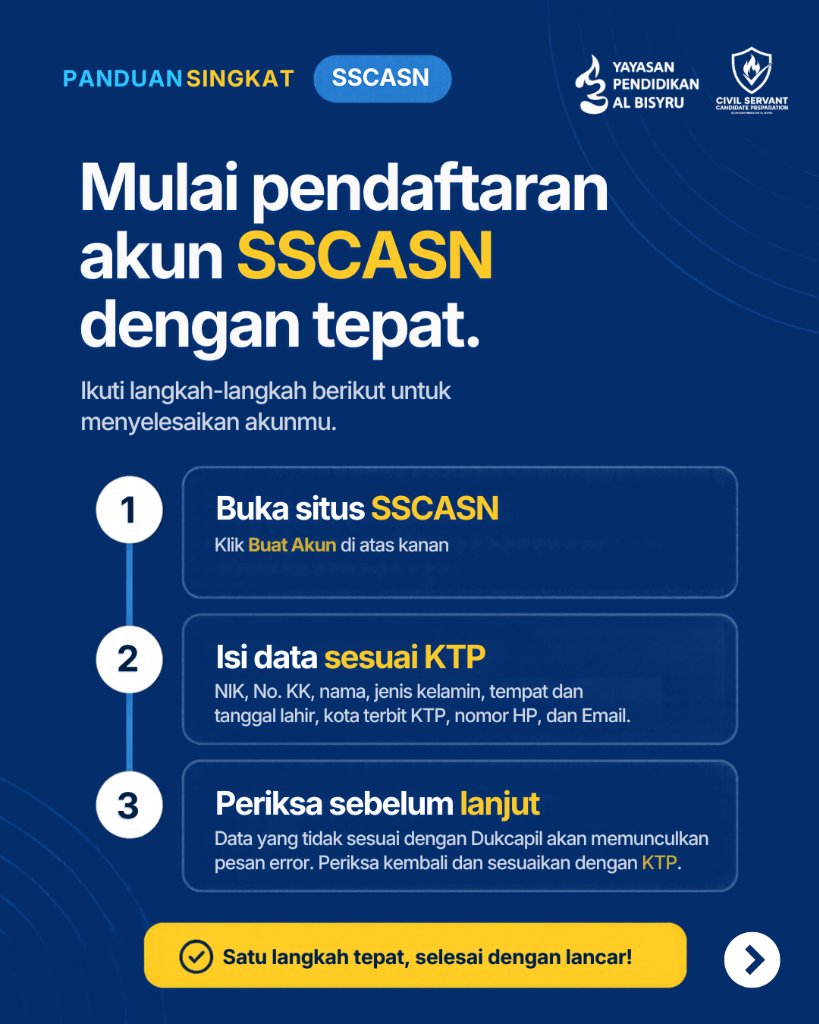 PANDUAN SINGKAT SSCASN
YAYASAN
PENDIDIKAN
AL BISYRU
CIVIL SERVANT
CANDIDATE PREPARATION
Mulai pendaftaran
akun SSCASN
dengan tepat.
Ikuti langkah-langkah berikut untuk
menyelesaikan akunmu.
1
Buka situs SSCASN
Klik Buat Akun di atas kanan
2
Isi data sesuai KTP
NIK, No. KK, nama, jenis kelamin, tempat dan
tanggal lahir, kota terbit KTP, nomor HP, dan Email.
3
Periksa sebelum lanjut
Data yang tidak sesuai dengan Dukcapil akan memunculkan
pesan error. Periksa kembali dan sesuaikan dengan KTP.
Satu langkah tepat, selesai dengan lancar!